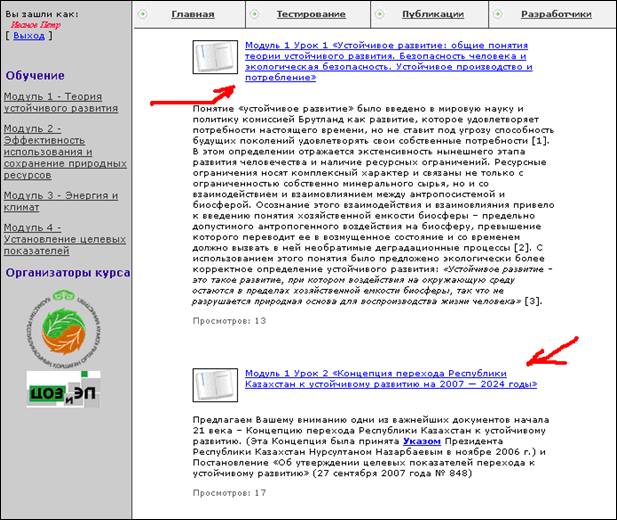 Вы зашли как:
Иванов Петр
[ Выход ]
Главная
Тестирование
Публикации
Разработчики
Обучение
Модуль 1 - Теория
устойчивого развития
Модуль 2 -
Эффективность
использования и
сохранение природных
ресурсов
Модуль 3 - Энергия и
климат
Модуль 4 -
Установление целевых
показателей
Организаторы курса
ЦОЗ и ЭП
Модуль 1 Урок 1 «Устойчивое развитие: общие понятия
теории устойчивого развития. Безопасность человека и
экологическая безопасность. Устойчивое производство и
потребление»
Понятие «устойчивое развитие» было введено в мировую науку и
политику комиссией Брутланд как развитие, которое удовлетворяет
потребности настоящего времени, но не ставит под угрозу способность
будущих поколений удовлетворять свои собственные потребности [1].
В этом определении отражается экстенсивность нынешнего этапа
развития человечества и наличие ресурсных ограничений. Ресурсные
ограничения носят комплексный характер и связаны не только с
ограниченностью собственно минерального сырья, но и со
взаимодействием и взаимовлиянием между антропосистемой и
биосферой. Осознание этого взаимодействия и взаимовлияния привело
к введению понятия хозяйственной емкости биосферы – предельно
допустимого антропогенного воздействия на биосферу, превышение
которого переводит ее в возмущенное состояние и со временем
должно вызвать в ней необратимые деградационные процессы [2]. С
использованием этого понятия было предложено экологически более
корректное определение устойчивого развития: «Устойчивое развитие –
это такое развитие, при котором воздействия на окружающую среду
остаются в пределах хозяйственной емкости биосферы, так что не
разрушается природная основа для воспроизводства жизни человека» [3].
Просмотров: 13
Модуль 1 Урок 2 «Концепция перехода Республики
Казахстан к устойчивому развитию на 2007 — 2024 годы»
Предлагаем Вашему вниманию одни из важнейших документов начала
21 века – Концепцию перехода Республики Казахстан к устойчивому
развитию. (Эта Концепция была принята Указом Президента
Республики Казахстан Нурсултаном Назарбаевым в ноябре 2006 г.) и
Постановление «Об утверждении целевых показателей перехода к
устойчивому развитию» (27 сентября 2007 года № 848)
Просмотров: 17